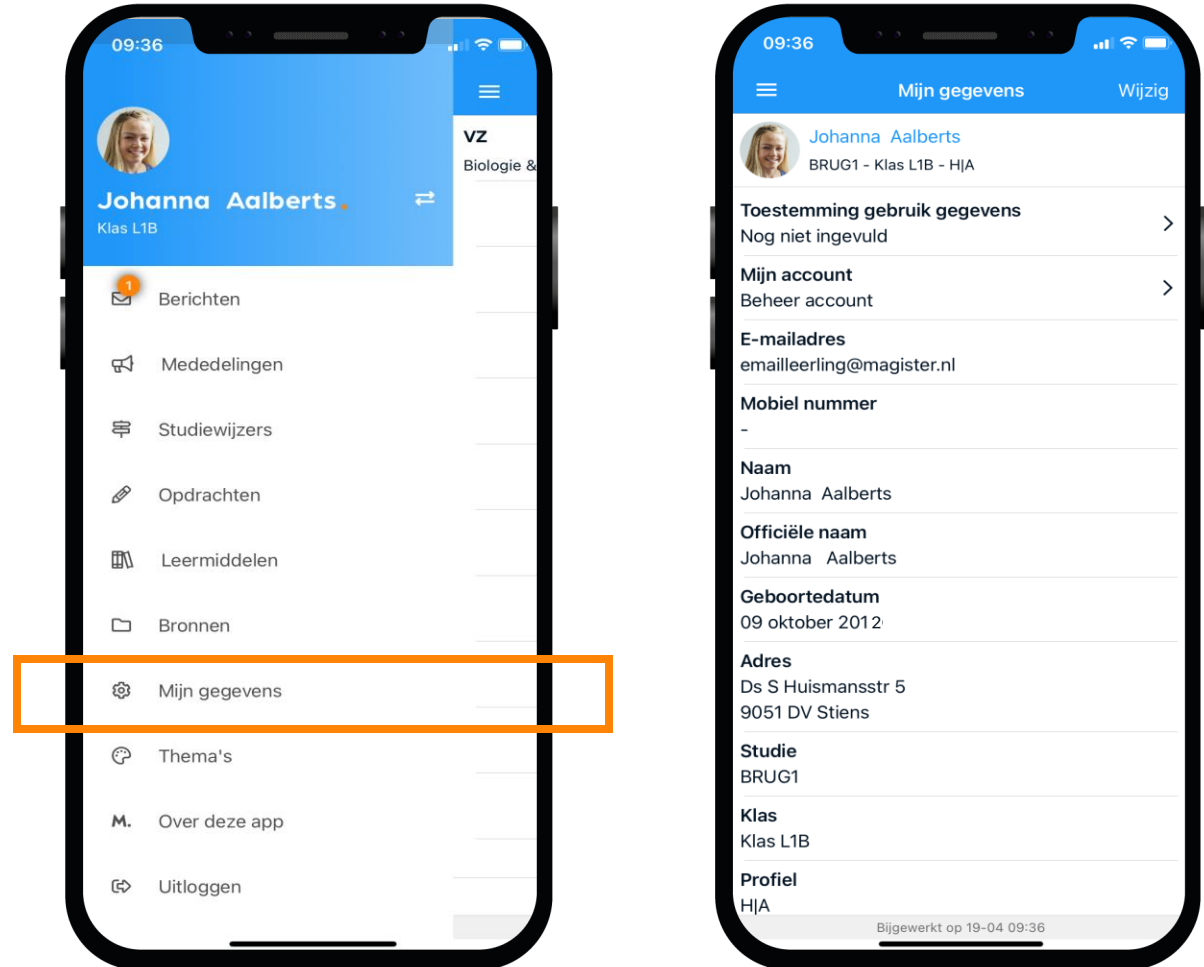 09:36
Johanna Aalberts.
Klas L1B
VZ
Biologie &
1
Berichten
Mededelingen
Studiewijzers
Opdrachten
Leermiddelen
Bronnen
Mijn gegevens
Thema's
M. Over deze app
Uitloggen
09:36
Mijn gegevens Wijzig
Johanna Aalberts
BRUG1 - Klas L1B - H|A
Toestemming gebruik gegevens
Nog niet ingevuld
Mijn account
Beheer account
E-mailadres
emailleerling@magister.nl
Mobiel nummer
-
Naam
Johanna Aalberts
Officiële naam
Johanna Aalberts
Geboortedatum
09 oktober 2012
Adres
Ds S Huismansstr 5
9051 DV Stiens
Studie
BRUG1
Klas
Klas L1B
Profiel
H|A
Bijgewerkt op 19-04 09:36